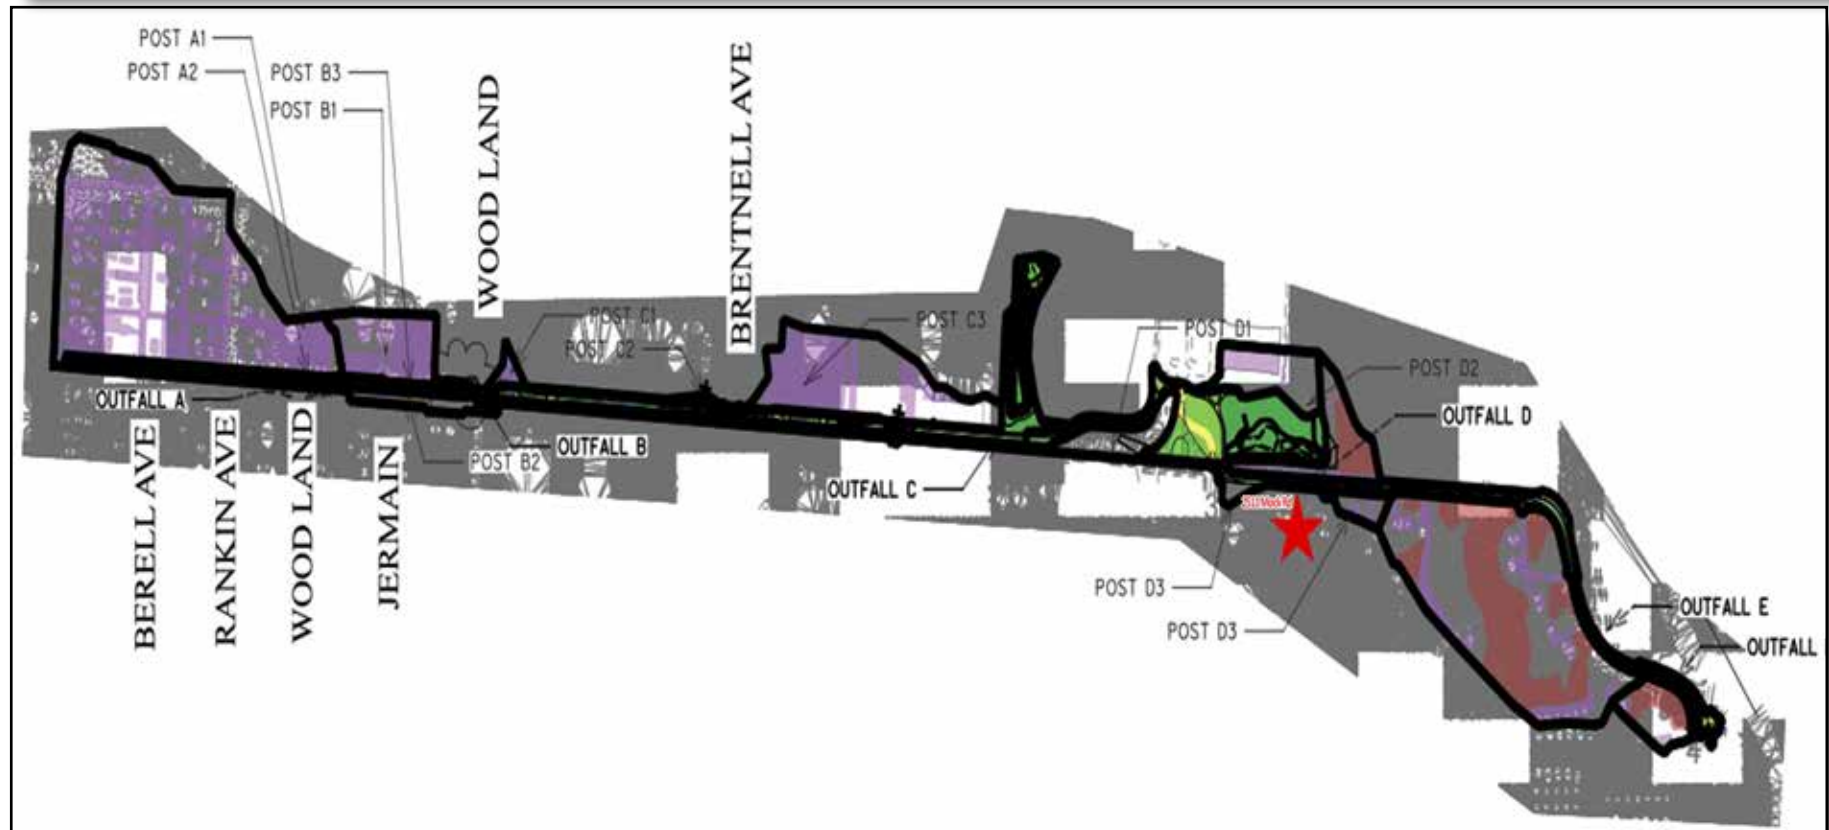 POST A1
POST A2
POST B3
POST B1
WOOD LAND
BRENTNELL AVE
POST C1
POST C2
POST C3
POST D1
POST D2
OUTFALL A
OUTFALL B
OUTFALL D
POST B2
OUTFALL C
BERELL AVE
RANKIN AVE
WOOD LAND
JERMAIN
POST D3
POST D3
OUTFALL E
OUTFALL